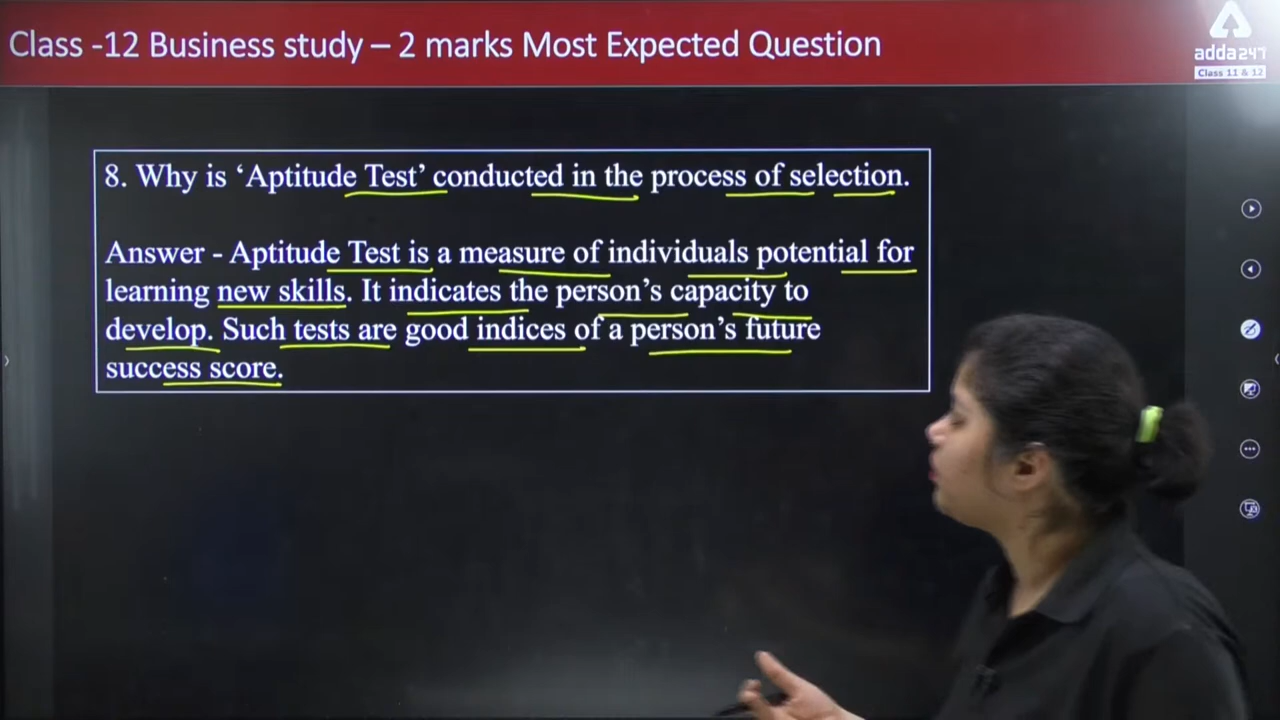 Class -12 Business study – 2 marks Most Expected Question
adda247
Class 11 & 12
8. Why is ‘Aptitude Test’ conducted in the process of selection.
Answer - Aptitude Test is a measure of individuals potential for
learning new skills. It indicates the person’s capacity to
develop. Such tests are good indices of a person’s future
success score.